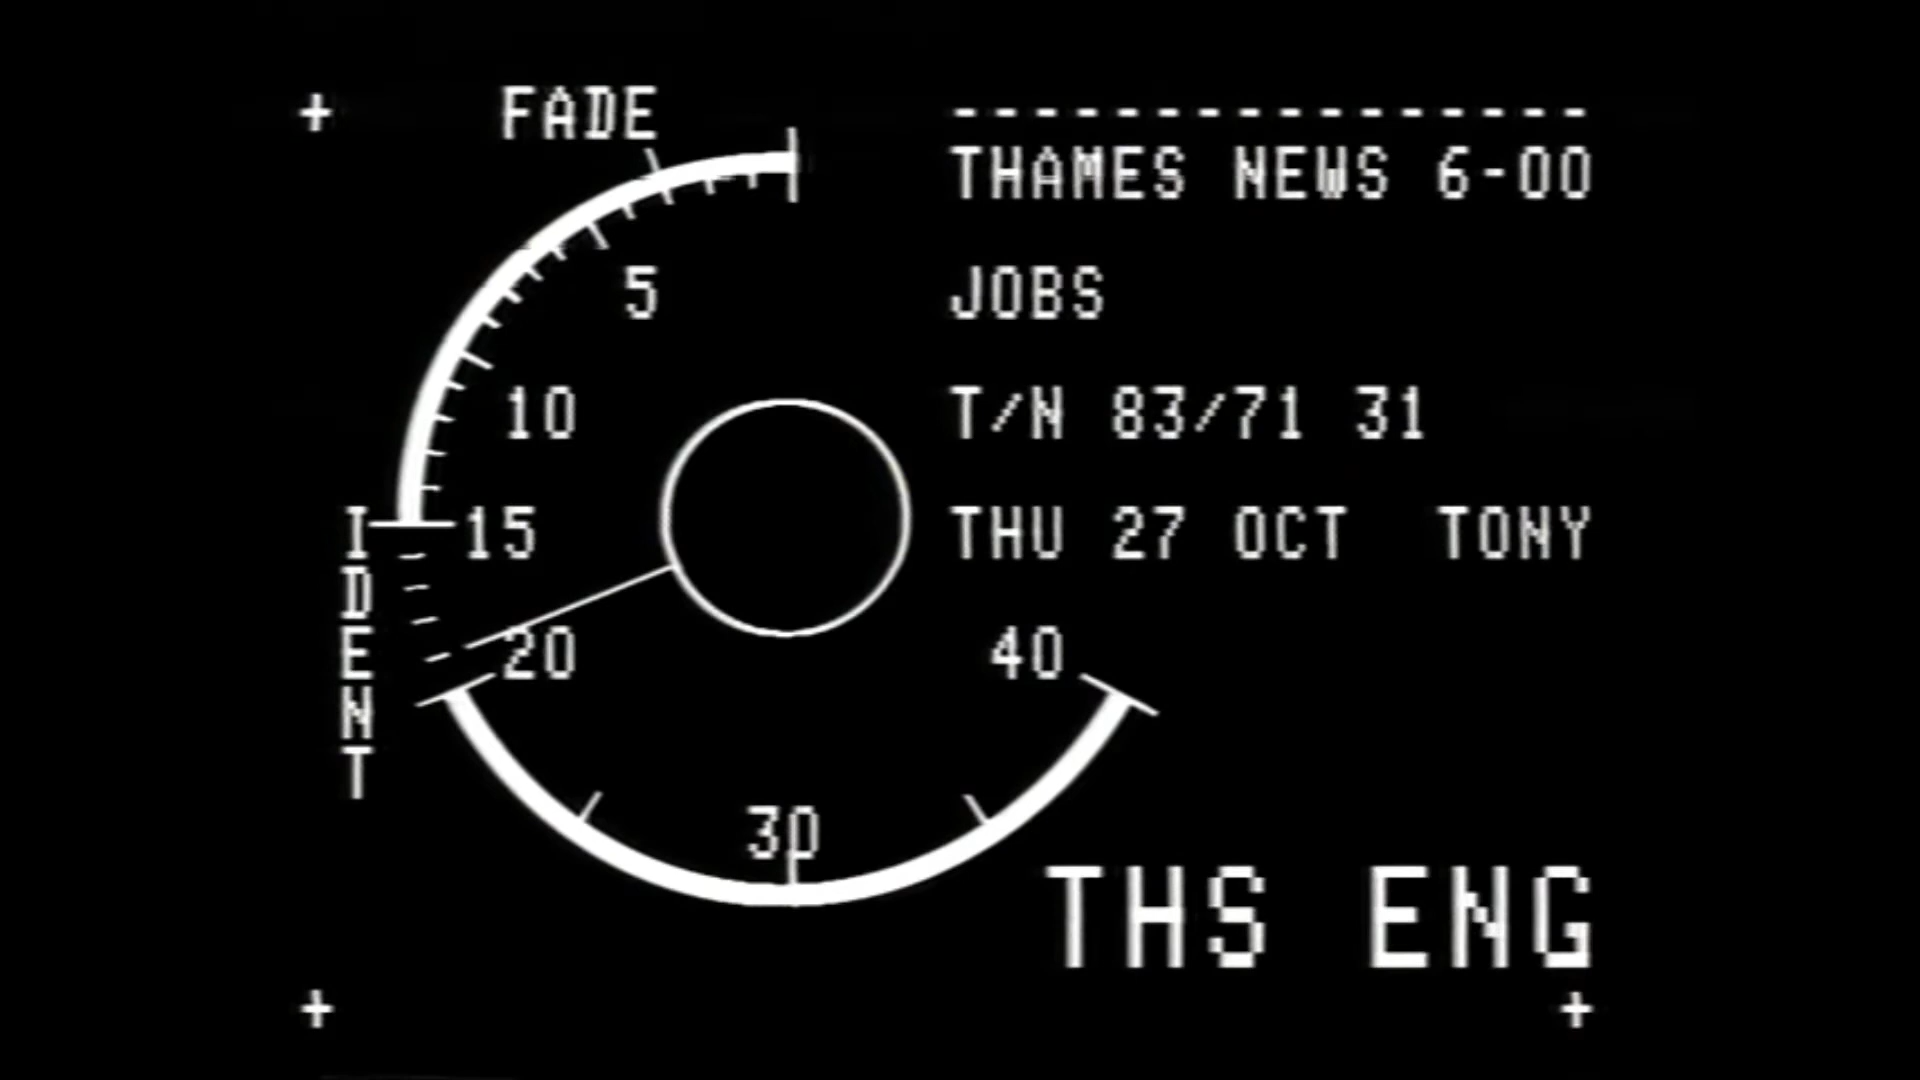 + FADE ----------------
THAMES NEWS 6-00
5 JOBS
10 T/N 83/71 31
15 THU 27 OCT TONY
IDENT
20 40
30
THS ENG
+ +